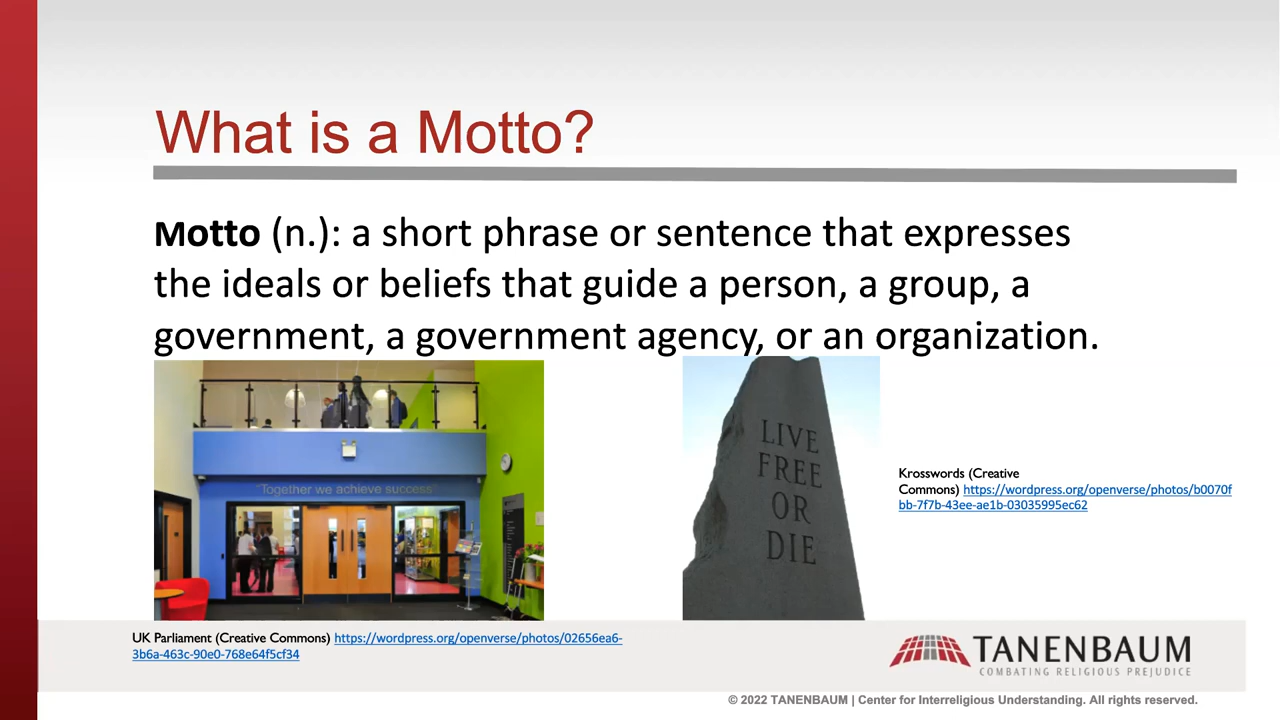 What is a Motto?
Motto (n.): a short phrase or sentence that expresses
the ideals or beliefs that guide a person, a group, a
government, a government agency, or an organization.
"Together we achieve success"
LIVE
FREE
OR
DIE
Krosswords (Creative
Commons) https://wordpress.org/openverse/photos/b0070f
bb-7f7b-43ee-ae1b-03035995ec62
UK Parliament (Creative Commons) https://wordpress.org/openverse/photos/02656ea6-
3b6a-463c-90e0-768e64f5cf34
TANENBAUM
COMBATING RELIGIOUS PREJUDICE
© 2022 TANENBAUM | Center for Interreligious Understanding. All rights reserved.